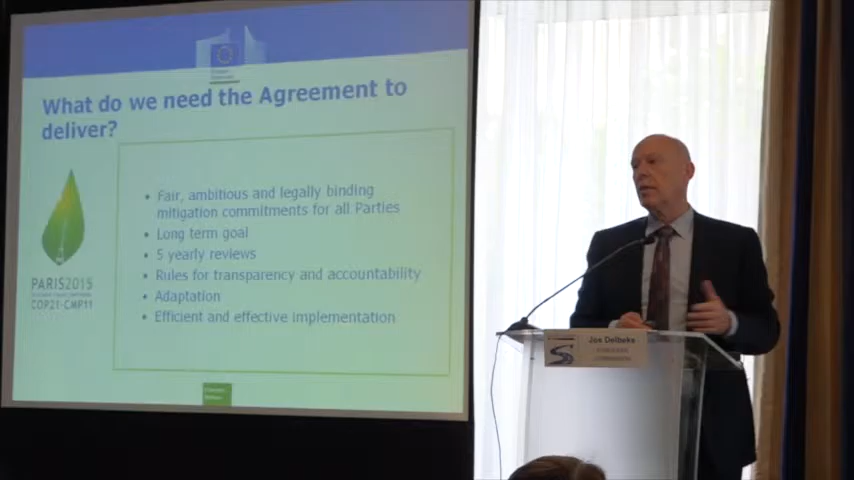 What do we need the Agreement to
deliver?
• Fair, ambitious and legally binding
mitigation commitments for all Parties
• Long term goal
• 5 yearly reviews
• Rules for transparency and accountability
• Adaptation
• Efficient and effective implementation
PARIS2015
COP21·CMP11
Jos Delbeke